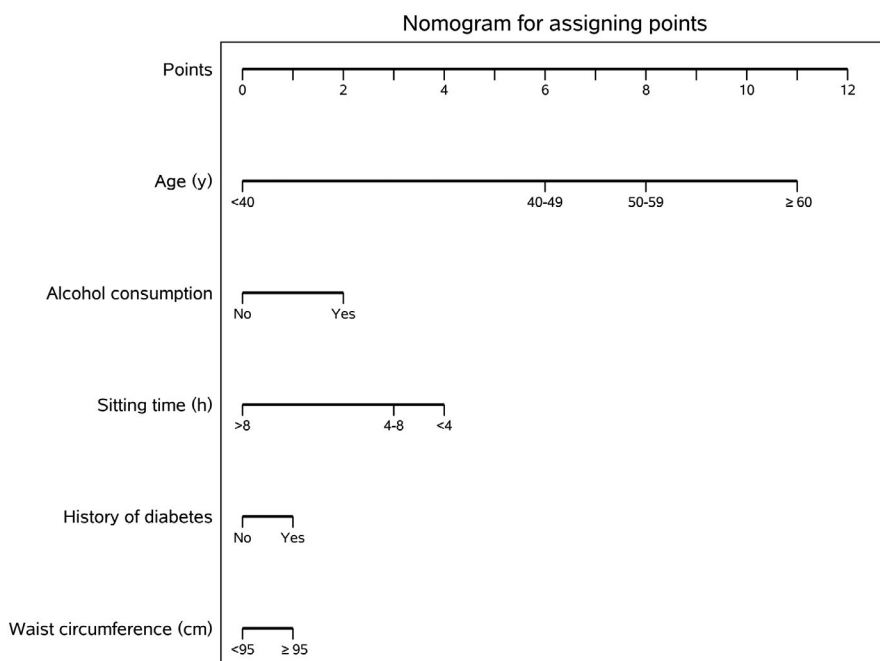 Nomogram for assigning points
Points
0 2 4 6 8 10 12
Age (y)
<40 40-49 50-59 ≥ 60
Alcohol consumption
No Yes
Sitting time (h)
>8 4-8 <4
History of diabetes
No Yes
Waist circumference (cm)
<95 ≥ 95